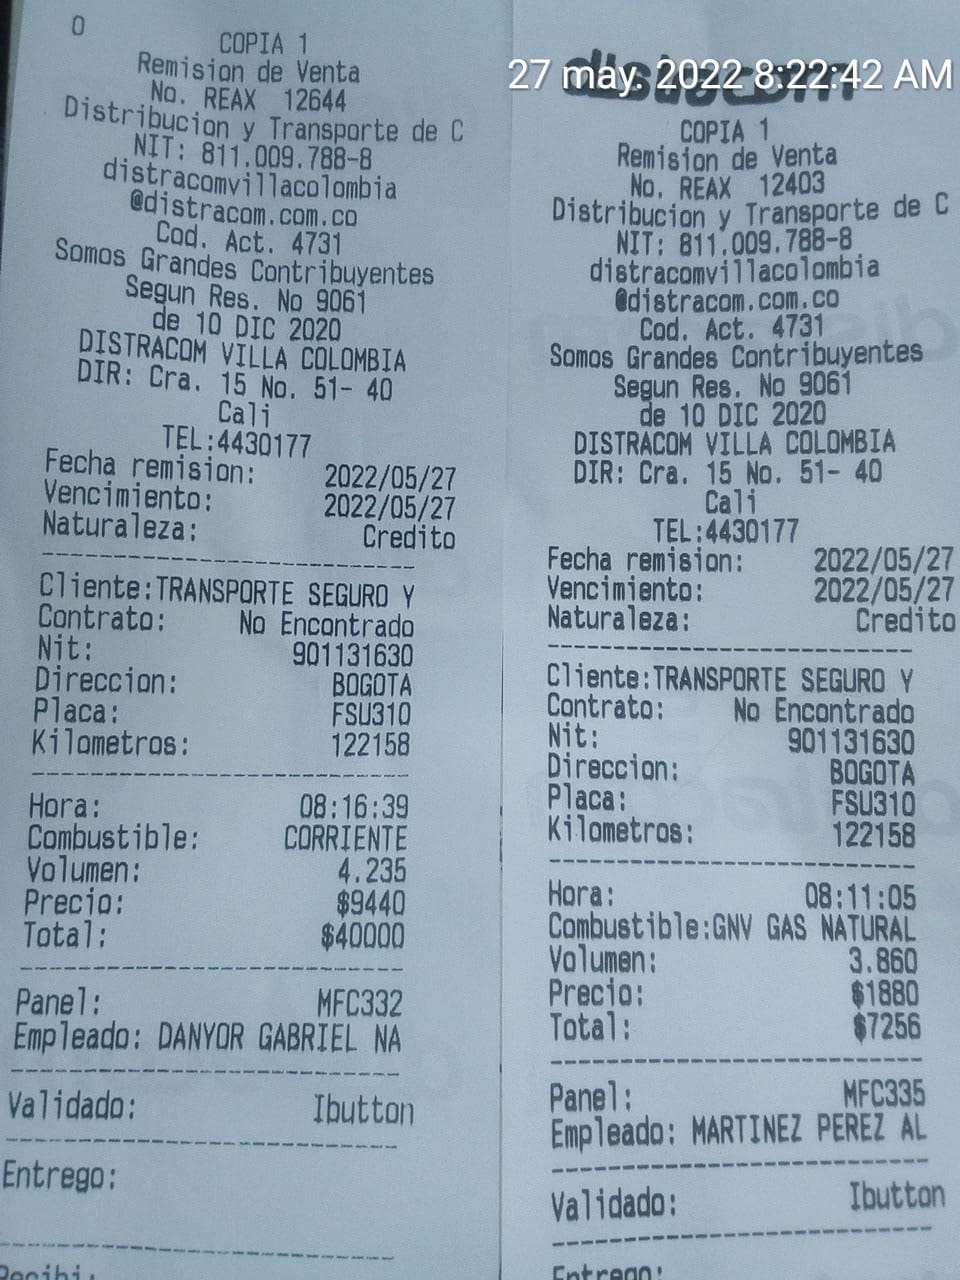 0
COPIA 1
Remision de Venta
No. REAX 12644
Distribucion y Transporte de C
NIT: 811.009.788-8
distracomvillacolombia
@distracom.com.co
Cod. Act. 4731
Somos Grandes Contribuyentes
Segun Res. No 9061
de 10 DIC 2020
DISTRACOM VILLA COLOMBIA
DIR: Cra. 15 No. 51- 40
Cali
TEL:4430177
Fecha remision: 2022/05/27
Vencimiento: 2022/05/27
Naturaleza: Credito
Cliente:TRANSPORTE SEGURO Y
Contrato: No Encontrado
Nit: 901131630
Direccion: BOGOTA
Placa: FSU310
Kilometros: 122158
Hora: 08:16:39
Combustible: CORRIENTE
Volumen: 4.235
Precio: $9440
Total: $40000
Panel: MFC332
Empleado: DANYOR GABRIEL NA
Validado: Ibutton
Entrego:
Recibi:
27 may. 2022 8:22:42 AM
distracom
COPIA 1
Remision de Venta
No. REAX 12403
Distribucion y Transporte de C
NIT: 811.009.788-8
distracomvillacolombia
@distracom.com.co
Cod. Act. 4731
Somos Grandes Contribuyentes
Segun Res. No 9061
de 10 DIC 2020
DISTRACOM VILLA COLOMBIA
DIR: Cra. 15 No. 51- 40
Cali
TEL:4430177
Fecha remision: 2022/05/27
Vencimiento: 2022/05/27
Naturaleza: Credito
Cliente:TRANSPORTE SEGURO Y
Contrato: No Encontrado
Nit: 901131630
Direccion: BOGOTA
Placa: FSU310
Kilometros: 122158
Hora: 08:11:05
Combustible:GNV GAS NATURAL
Volumen: 3.860
Precio: $1880
Total: $7256
Panel: MFC335
Empleado: MARTINEZ PEREZ AL
Validado: Ibutton
Entrego: